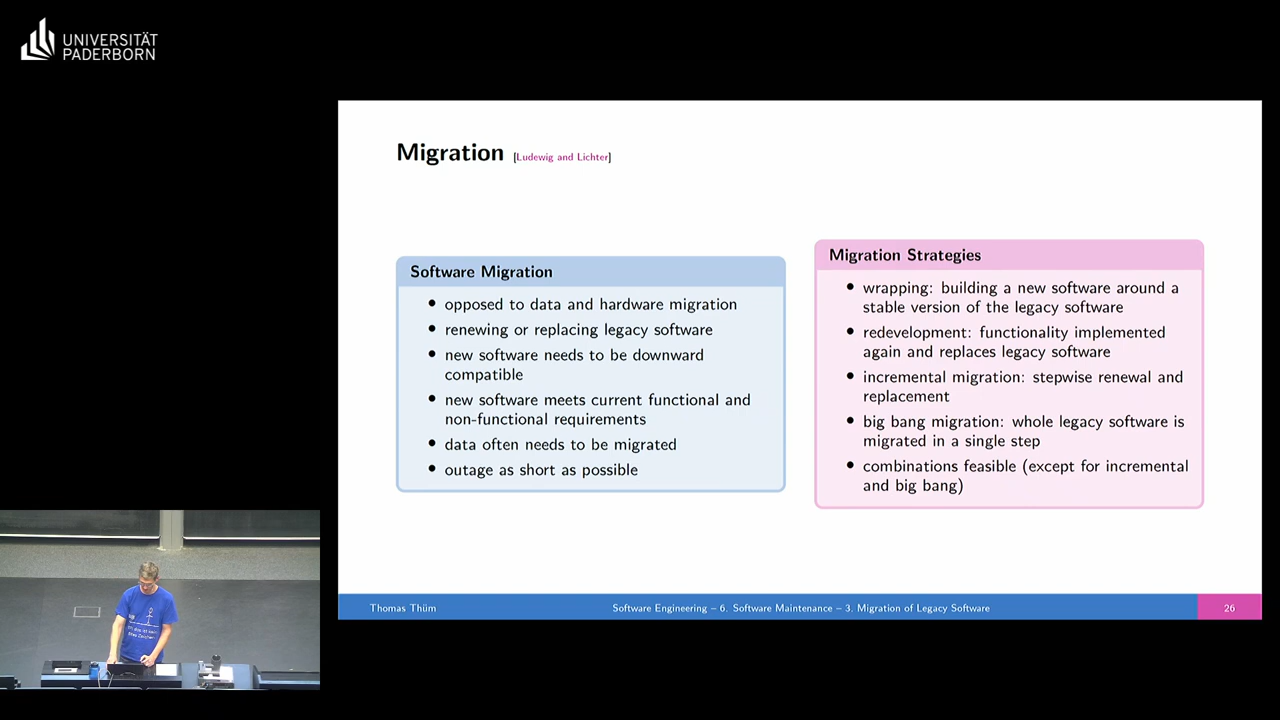 UNIVERSITÄT
PADERBORN
Migration [Ludewig and Lichter]
Software Migration
• opposed to data and hardware migration
• renewing or replacing legacy software
• new software needs to be downward
compatible
• new software meets current functional and
non-functional requirements
• data often needs to be migrated
• outage as short as possible
Migration Strategies
• wrapping: building a new software around a
stable version of the legacy software
• redevelopment: functionality implemented
again and replaces legacy software
• incremental migration: stepwise renewal and
replacement
• big bang migration: whole legacy software is
migrated in a single step
• combinations feasible (except for incremental
and big bang)
Thomas Thüm
Software Engineering – 6. Software Maintenance – 3. Migration of Legacy Software
26